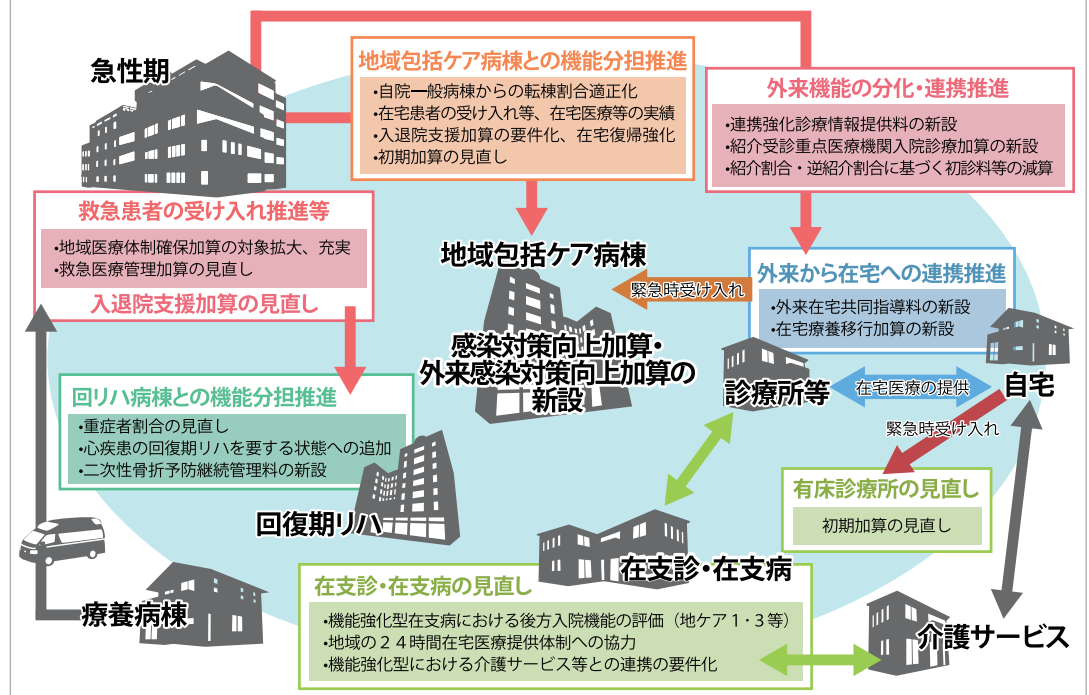 急性期
地域包括ケア病棟との機能分担推進
・自院一般病棟からの転棟割合適正化
・在宅患者の受け入れ等、在宅医療等の実績
・入退院支援加算の要件化、在宅復帰強化
・初期加算の見直し
外来機能の分化・連携推進
・連携強化診療情報提供料の新設
・紹介受診重点医療機関入院診療加算の新設
・紹介割合・逆紹介割合に基づく初診料等の減算
救急患者の受け入れ推進等
・地域医療体制確保加算の対象拡大、充実
・救急医療管理加算の見直し
入退院支援加算の見直し
地域包括ケア病棟
緊急時受け入れ
外来から在宅への連携推進
・外来在宅共同指導料の新設
・在宅療養移行加算の新設
感染対策向上加算・
外来感染対策向上加算の
新設
診療所等
在宅医療の提供
自宅
緊急時受け入れ
回リハ病棟との機能分担推進
・重症者割合の見直し
・心疾患の回復期リハを要する状態への追加
・二次性骨折予防継続管理料の新設
回復期リハ
有床診療所の見直し
初期加算の見直し
在支診・在支病
在支診・在支病の見直し
・機能強化型在支病における後方入院機能の評価（地ケア１・３等）
・地域の２４時間在宅医療提供体制への協力
・機能強化型における介護サービス等との連携の要件化
療養病棟
介護サービス